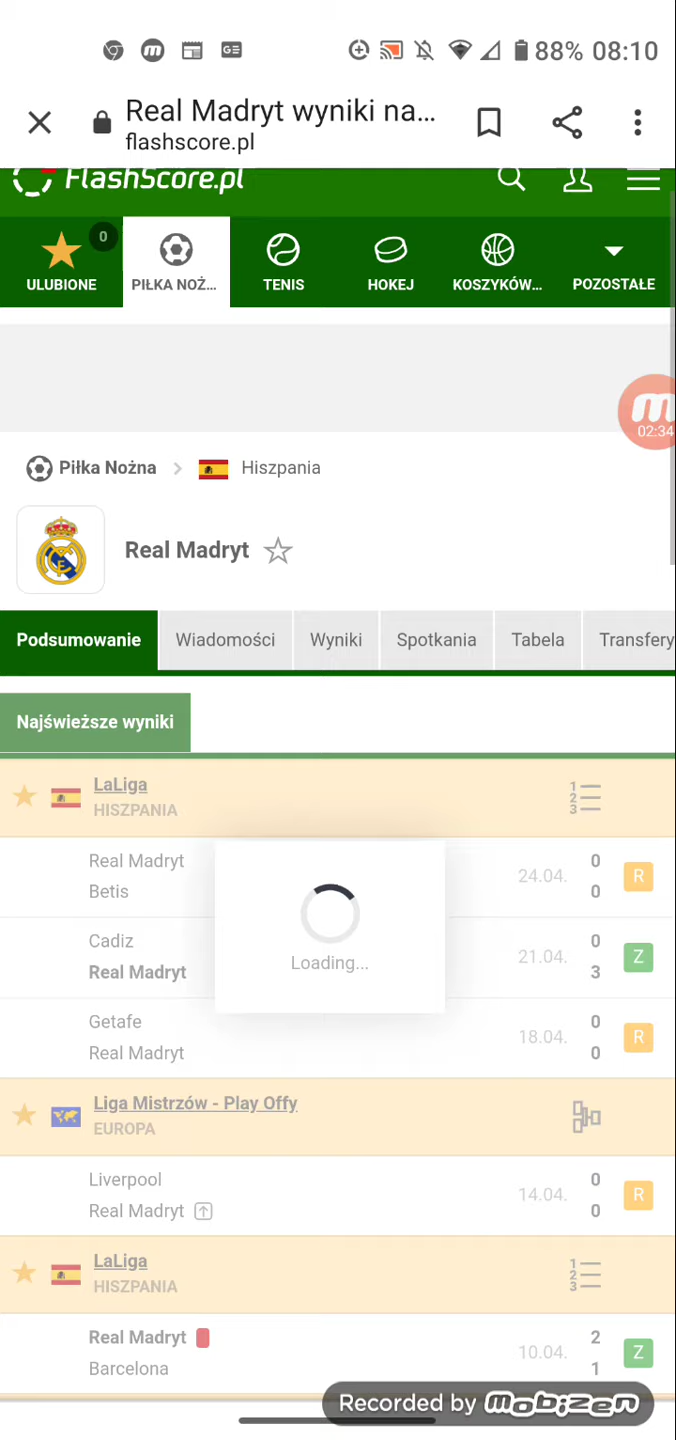 88% 08:10
Real Madryt wyniki na...
flashscore.pl
FlashScore.pl
0
ULUBIONE
PIŁKA NOŻ...
TENIS
HOKEJ
KOSZYKÓW...
POZOSTAŁE
m
02:34
Piłka Nożna
Hiszpania
Real Madryt
Podsumowanie
Wiadomości
Wyniki
Spotkania
Tabela
Transfery
Najświeższe wyniki
LaLiga
HISZPANIA
Real Madryt 24.04. 0 R
Betis 0
Cadiz 21.04. 0 Z
Real Madryt 3
Getafe 18.04. 0 R
Real Madryt 0
Loading...
Liga Mistrzów - Play Offy
EUROPA
Liverpool 14.04. 0 R
Real Madryt 0
LaLiga
HISZPANIA
Real Madryt 10.04. 2 Z
Barcelona 1
Recorded by mobizen